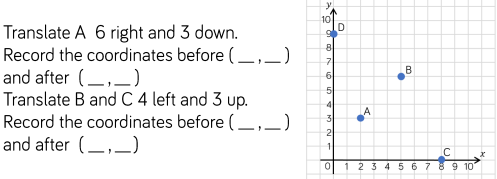 Translate A 6 right and 3 down.
Record the coordinates before (__,__)
and after (__,__)
Translate B and C 4 left and 3 up.
Record the coordinates before (__,__)
and after (__,__)
y
10
D
9
8
7
B
6
5
4
A
3
2
1
C
x
0 1 2 3 4 5 6 7 8 9 10